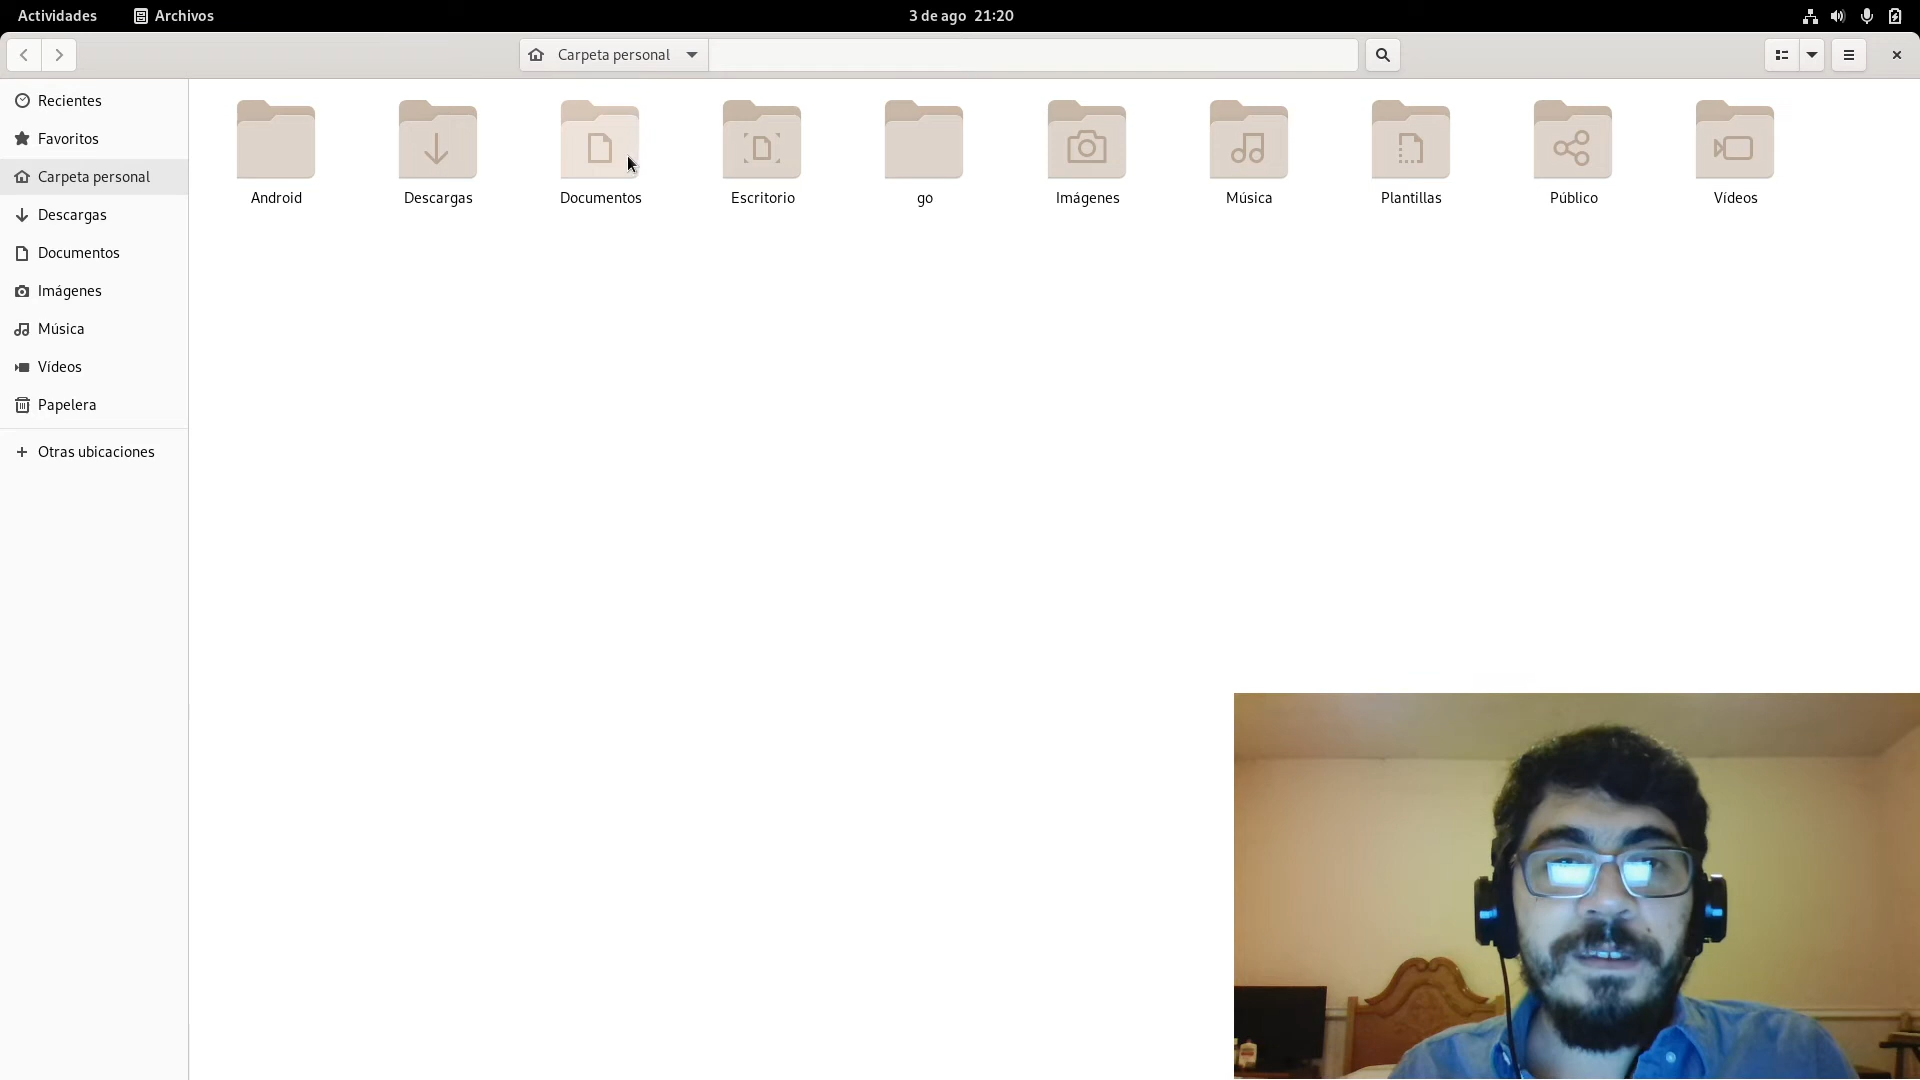 Actividades Archivos 3 de ago 21:20
Carpeta personal
Recientes
Favoritos
Carpeta personal
Descargas
Documentos
Imágenes
Música
Vídeos
Papelera
Otras ubicaciones
Android Descargas Documentos Escritorio go Imágenes Música Plantillas Público Vídeos